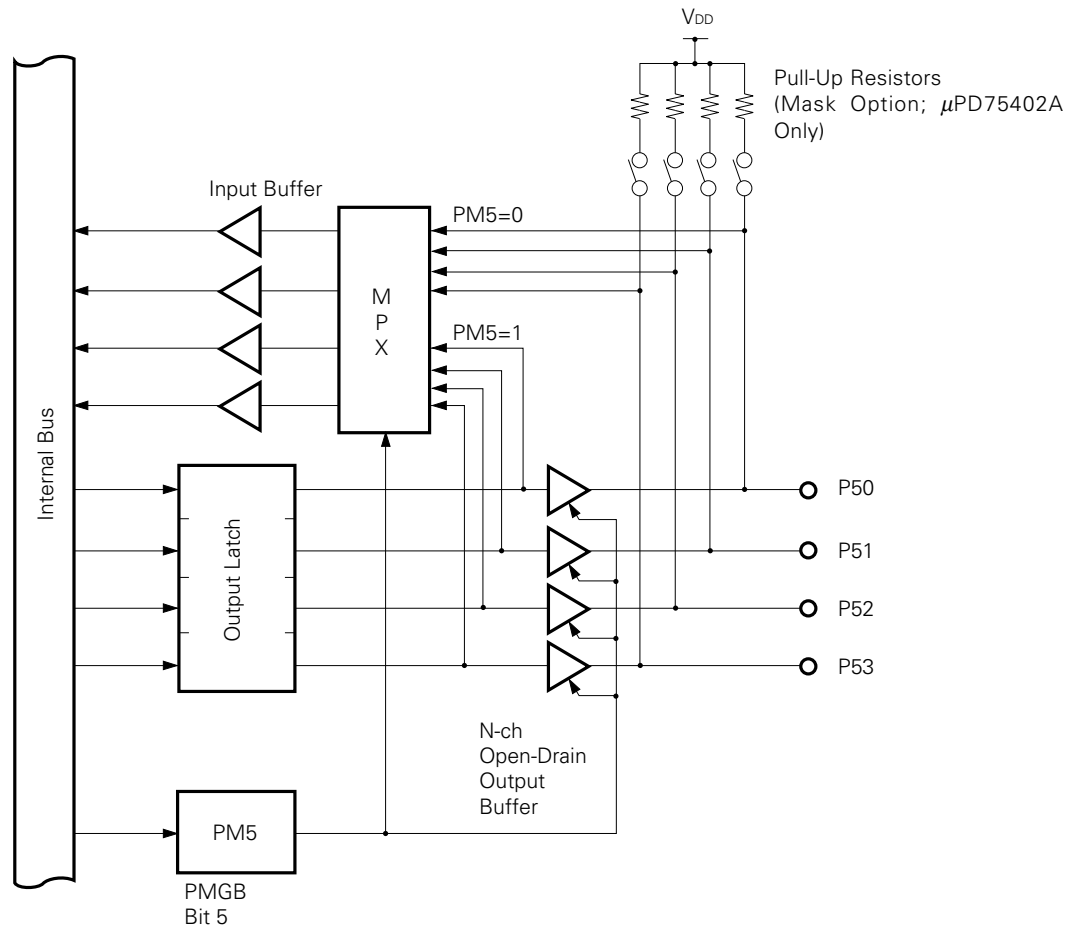 VDD
Pull-Up Resistors
(Mask Option; μPD75402A
Only)
Input Buffer
PM5=0
M
P
X
PM5=1
Internal Bus
Output Latch
P50
P51
P52
P53
N-ch
Open-Drain
Output
Buffer
PM5
PMGB
Bit 5